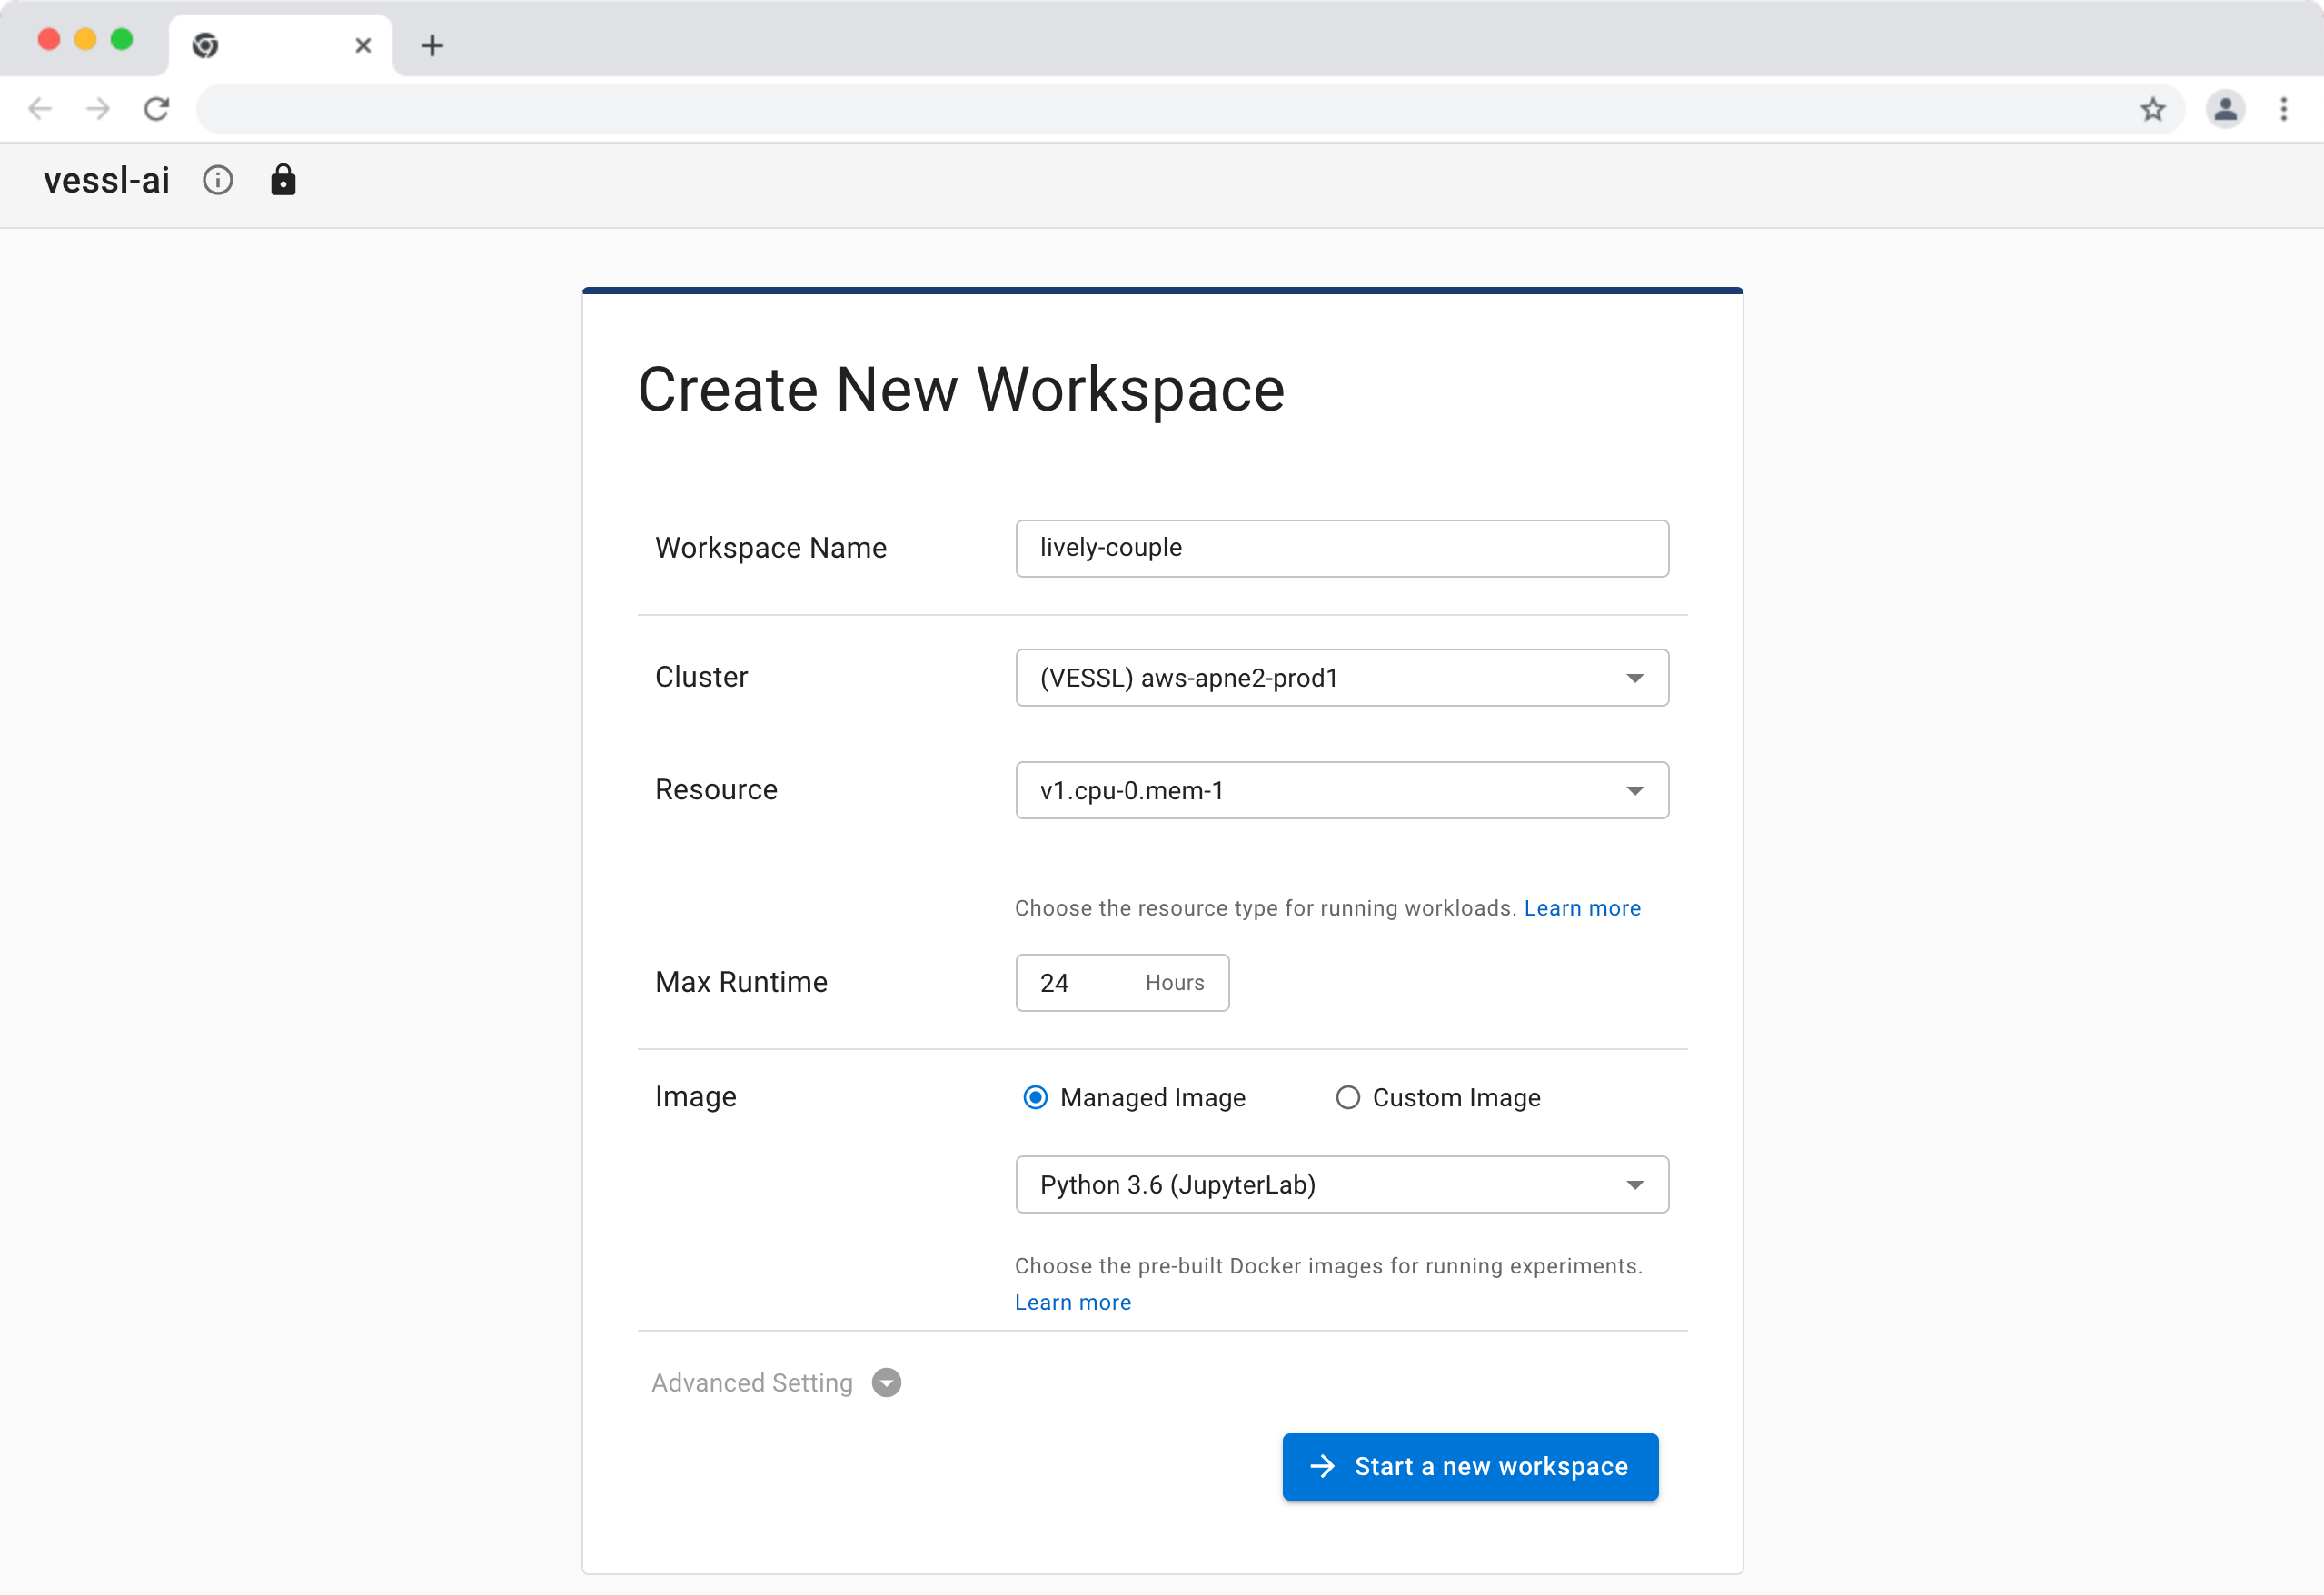 vessl-ai
Create New Workspace
Workspace Name
lively-couple
Cluster
(VESSL) aws-apne2-prod1
Resource
v1.cpu-0.mem-1
Choose the resource type for running workloads. Learn more
Max Runtime
24 Hours
Image
Managed Image
Custom Image
Python 3.6 (JupyterLab)
Choose the pre-built Docker images for running experiments.
Learn more
Advanced Setting
Start a new workspace